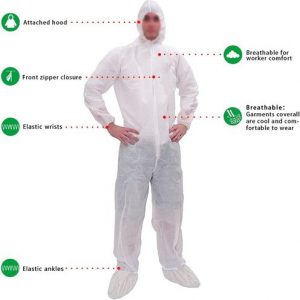 Attached hood
Breathable for
worker comfort
Front zipper closure
Breathable:
Garments coverall
are cool and com-
fortable to wear
Elastic wrists
Elastic ankles